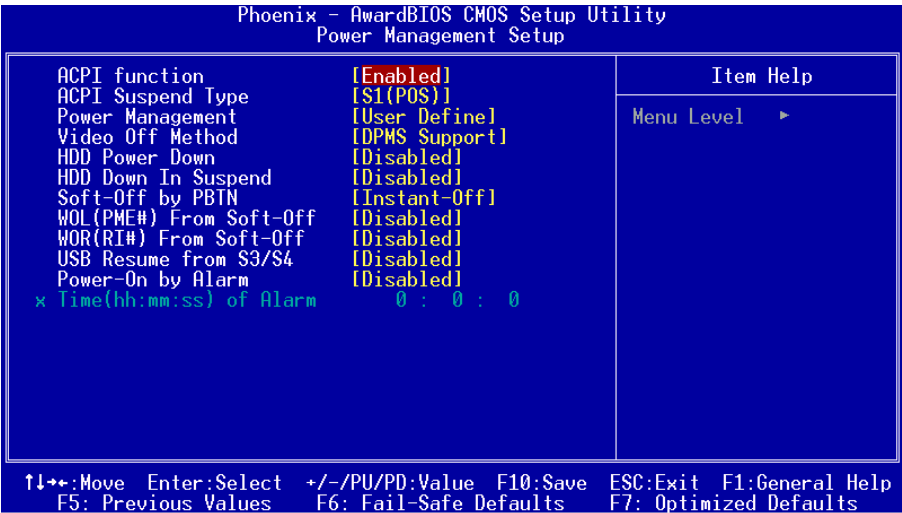 Phoenix - AwardBIOS CMOS Setup Utility
Power Management Setup
ACPI function [Enabled]
ACPI Suspend Type [S1(POS)]
Power Management [User Define]
Video Off Method [DPMS Support]
HDD Power Down [Disabled]
HDD Down In Suspend [Disabled]
Soft-Off by PBTN [Instant-Off]
WOL(PME#) From Soft-Off [Disabled]
WOR(RI#) From Soft-Off [Disabled]
USB Resume from S3/S4 [Disabled]
Power-On by Alarm [Disabled]
x Time(hh:mm:ss) of Alarm 0 : 0 : 0
Item Help
Menu Level ►
↑↓→←:Move Enter:Select +/-/PU/PD:Value F10:Save ESC:Exit F1:General Help
F5: Previous Values F6: Fail-Safe Defaults F7: Optimized Defaults